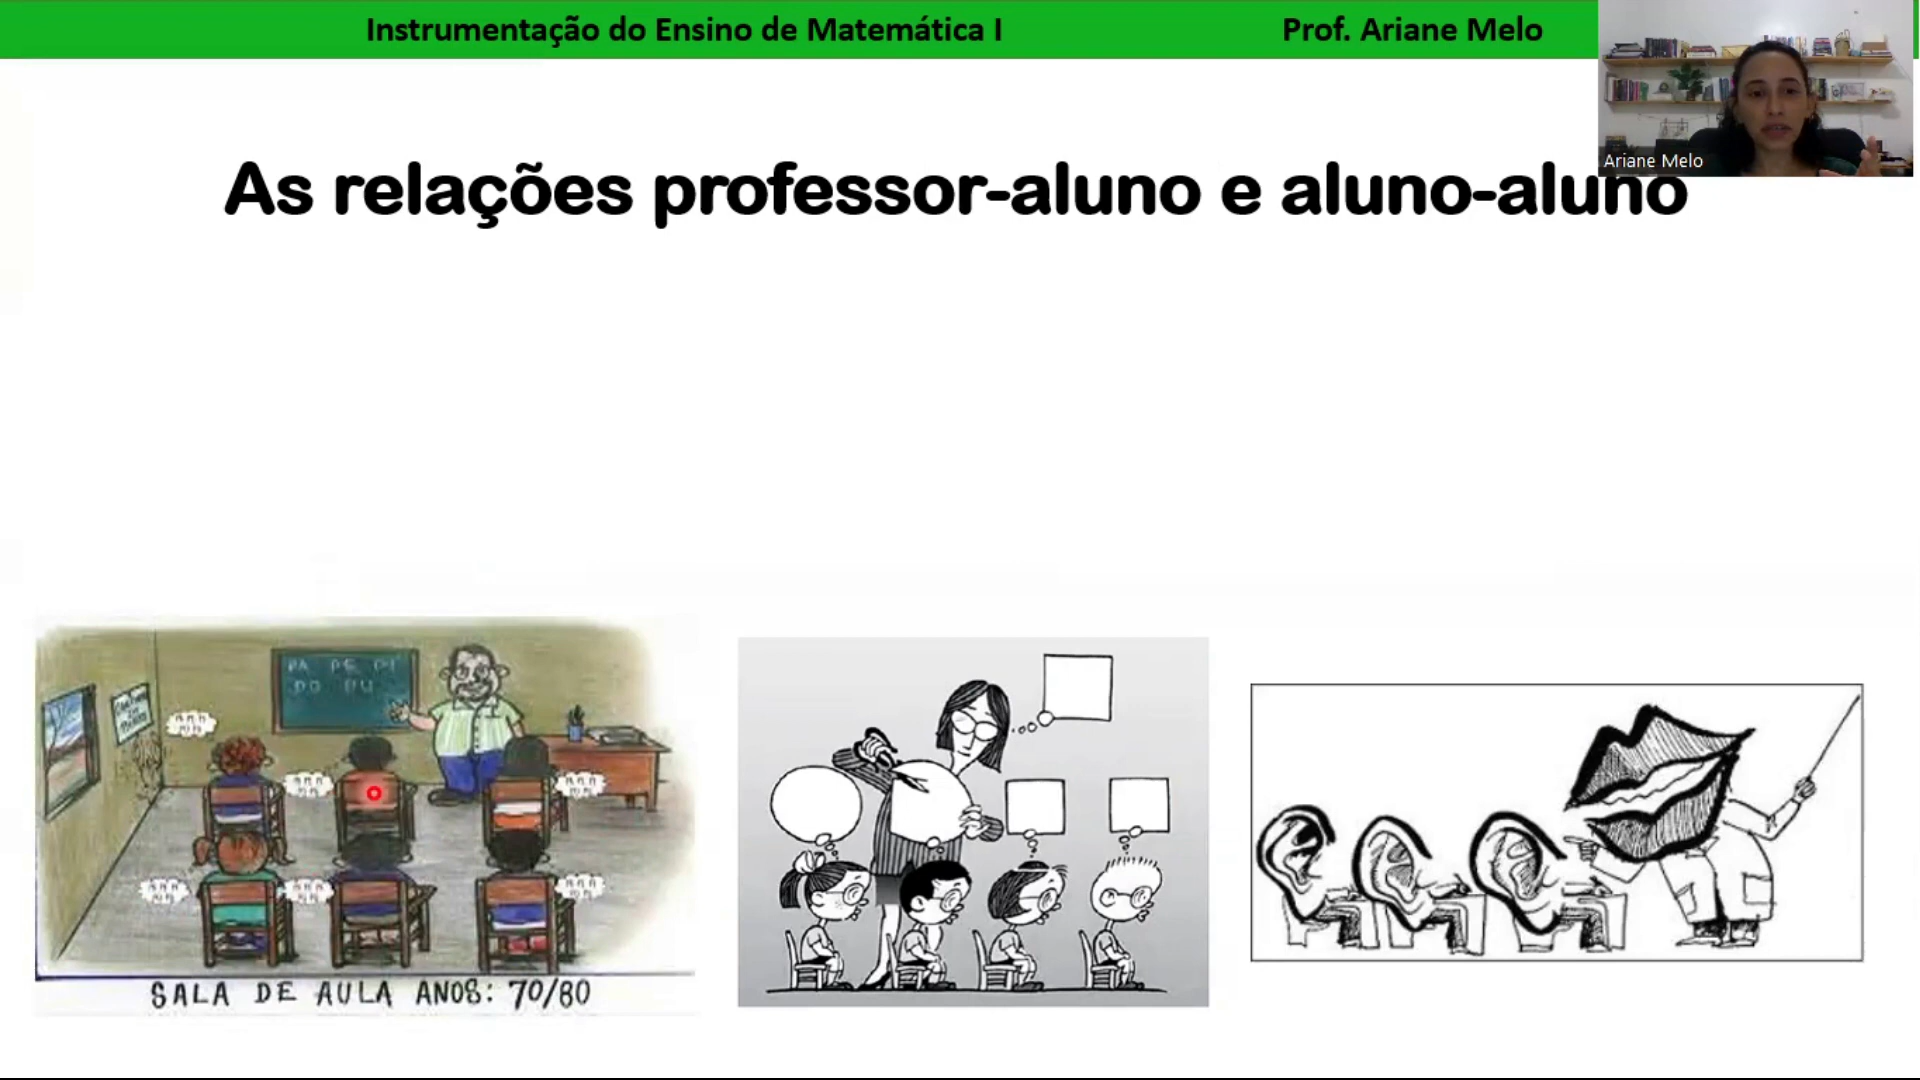 Instrumentação do Ensino de Matemática I
Prof. Ariane Melo
Ariane Melo
As relações professor-aluno e aluno-aluno
PA PE PI
PO PU
SALA DE AULA ANOS: 70/80